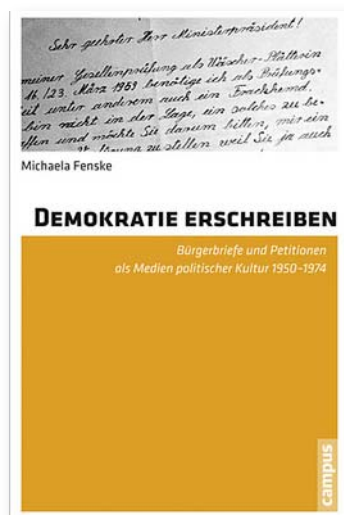 Sehr geehrter Herr Ministerpräsident!
meiner Gesellenprüfung als Wäscher-Plätterin
16./23. März 1959 benötige ich als Prüfungs-
eit unter anderem auch ein Frackhemd.
bin nicht in der Lage, ein solches zu be-
ffen und möchte Sie darum bitten, mir ein
zu stellen weil Sie ja auch
Michaela Fenske
DEMOKRATIE ERSCHREIBEN
Bürgerbriefe und Petitionen
als Medien politischer Kultur 1950–1974
campus